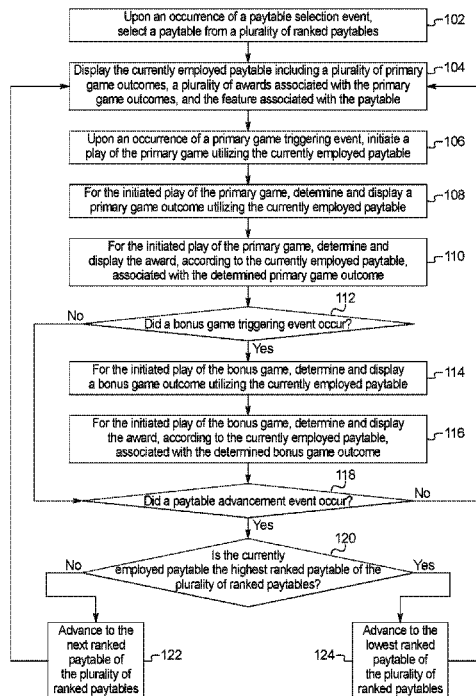 Upon an occurrence of a paytable selection event,
select a paytable from a plurality of ranked paytables
102
Display the currently employed paytable including a plurality of primary
game outcomes, a plurality of awards associated with the primary
game outcomes, and the feature associated with the paytable
104
Upon an occurrence of a primary game triggering event, initiate a
play of the primary game utilizing the currently employed paytable
106
For the initiated play of the primary game, determine and display a
primary game outcome utilizing the currently employed paytable
108
For the initiated play of the primary game, determine and
display the award, according to the currently employed paytable,
associated with the determined primary game outcome
110
112
No
Did a bonus game triggering event occur?
Yes
For the initiated play of the bonus game, determine and display
a bonus game outcome utilizing the currently employed paytable
114
For the initiated play of the bonus game, determine and display
the award, according to the currently employed paytable,
associated with the determined bonus game outcome
116
118
Did a paytable advancement event occur?
No
Yes
120
No
Is the currently
employed paytable the highest ranked paytable of the
plurality of ranked paytables?
Yes
Advance to the
next ranked
paytable of
the plurality of
ranked paytables
122
124
Advance to the
lowest ranked
paytable of
the plurality of
ranked paytables